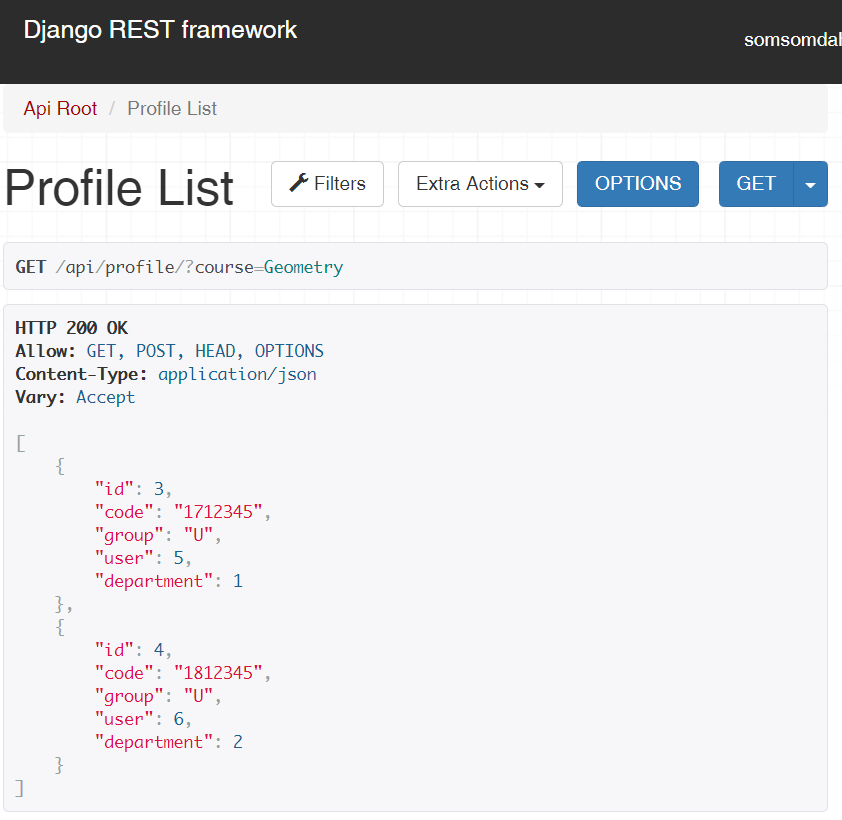 Django REST framework
somsomdal
Api Root / Profile List
Profile List
Filters
Extra Actions
OPTIONS
GET
GET /api/profile/?course=Geometry
HTTP 200 OK
Allow: GET, POST, HEAD, OPTIONS
Content-Type: application/json
Vary: Accept
[
    {
        "id": 3,
        "code": "1712345",
        "group": "U",
        "user": 5,
        "department": 1
    },
    {
        "id": 4,
        "code": "1812345",
        "group": "U",
        "user": 6,
        "department": 2
    }
]